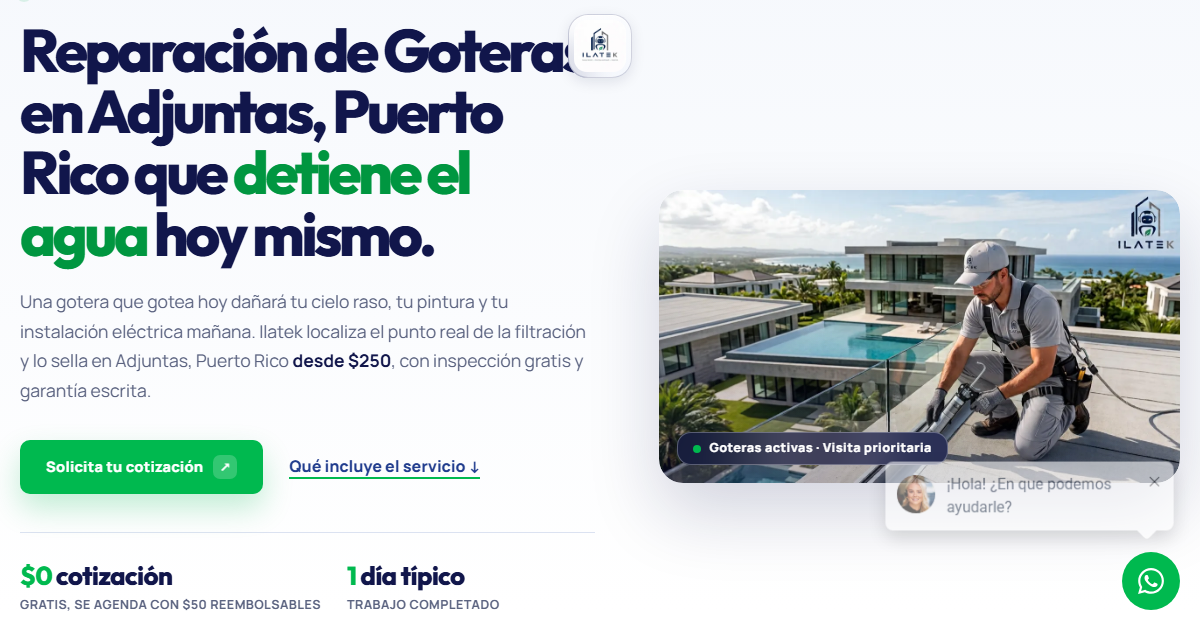 Reparación de Goteras
ILATEK
en Adjuntas, Puerto
Rico que detiene el
agua hoy mismo.
Una gotera que gotea hoy dañará tu cielo raso, tu pintura y tu
instalación eléctrica mañana. Ilatek localiza el punto real de la filtración
y lo sella en Adjuntas, Puerto Rico desde $250, con inspección gratis y
garantía escrita.
Solicita tu cotización ↗
Qué incluye el servicio ↓
$0 cotización
GRATIS, SE AGENDA CON $50 REEMBOLSABLES
1 día típico
TRABAJO COMPLETADO
ILATEK
Goteras activas · Visita prioritaria
¡Hola! ¿En que podemos
ayudarle?